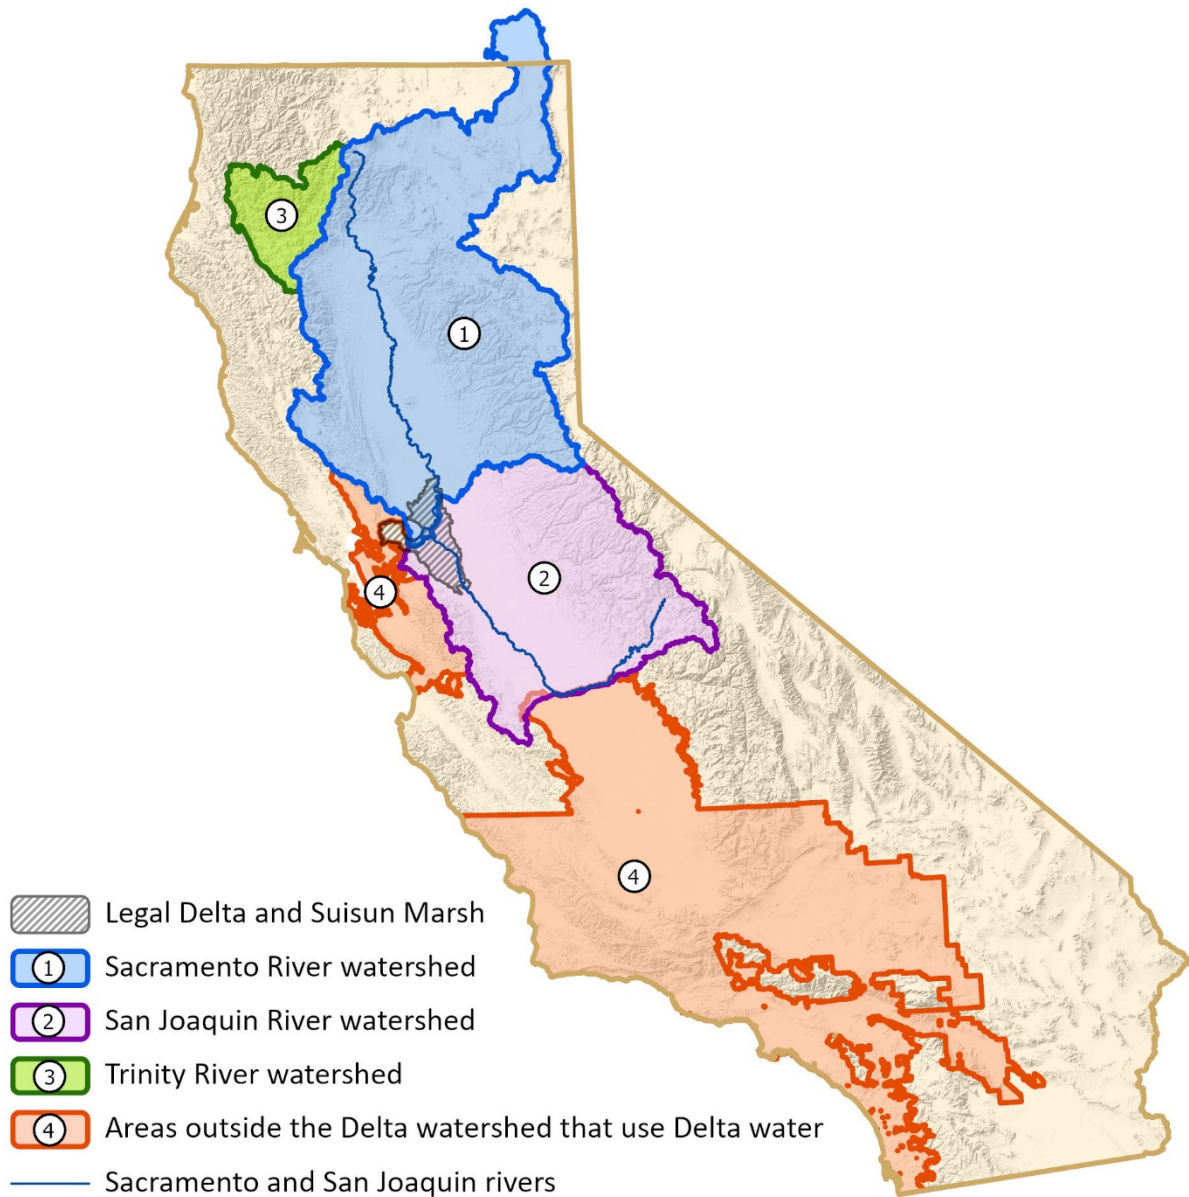 3
1
2
4
4
Legal Delta and Suisun Marsh
1 Sacramento River watershed
2 San Joaquin River watershed
3 Trinity River watershed
4 Areas outside the Delta watershed that use Delta water
Sacramento and San Joaquin rivers